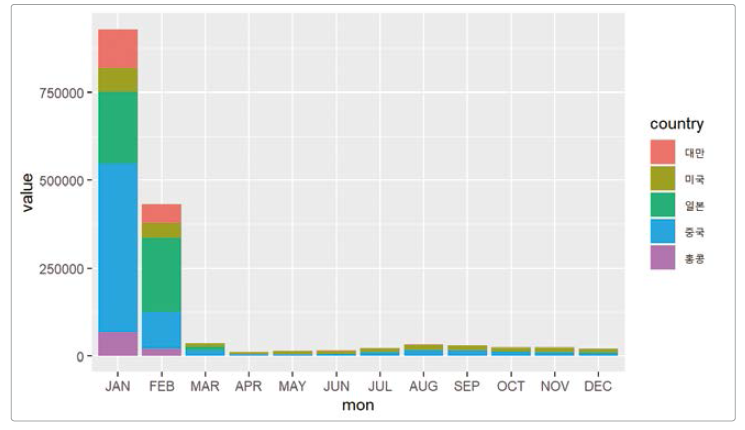 value
750000
500000
250000
0
JAN FEB MAR APR MAY JUN JUL AUG SEP OCT NOV DEC
mon
country
대만
미국
일본
중국
홍콩